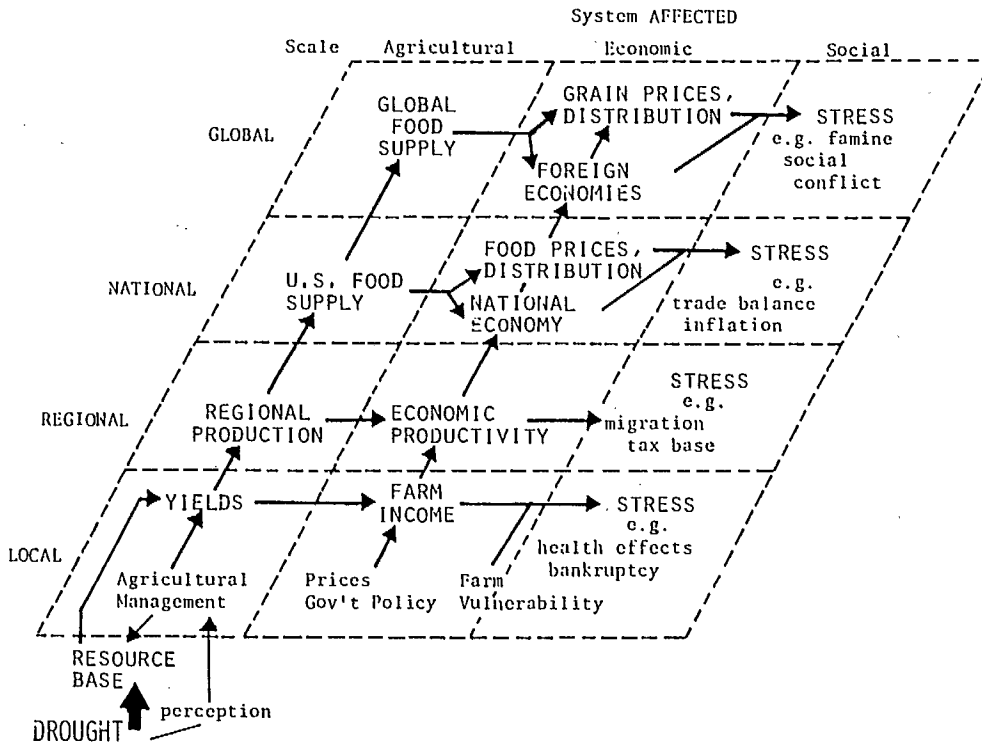 System AFFECTED
Scale Agricultural Economic Social
GLOBAL
GLOBAL
FOOD
SUPPLY
GRAIN PRICES,
DISTRIBUTION
FOREIGN
ECONOMIES
STRESS
e.g. famine
social
conflict
NATIONAL
U.S. FOOD
SUPPLY
FOOD PRICES,
DISTRIBUTION
NATIONAL
ECONOMY
STRESS
e.g.
trade balance
inflation
REGIONAL
REGIONAL
PRODUCTION
ECONOMIC
PRODUCTIVITY
STRESS
e.g.
migration
tax base
LOCAL
YIELDS
FARM
INCOME
STRESS
e.g.
health effects
bankruptcy
Agricultural
Management
Prices
Gov't Policy
Farm
Vulnerability
RESOURCE
BASE
perception
DROUGHT